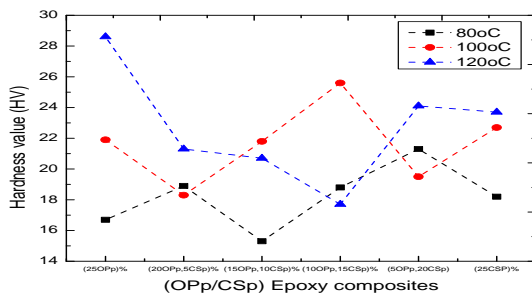 30
28
26
24
22
20
18
16
14
Hardness value (HV)
80oC
100oC
120oC
(25OPp)% (20OPp,5CSp)% (15OPp,10CSp)% (10OPp,15CSp)% (5OPp,20CSp) (25CSP)%
(OPp/CSp) Epoxy composites